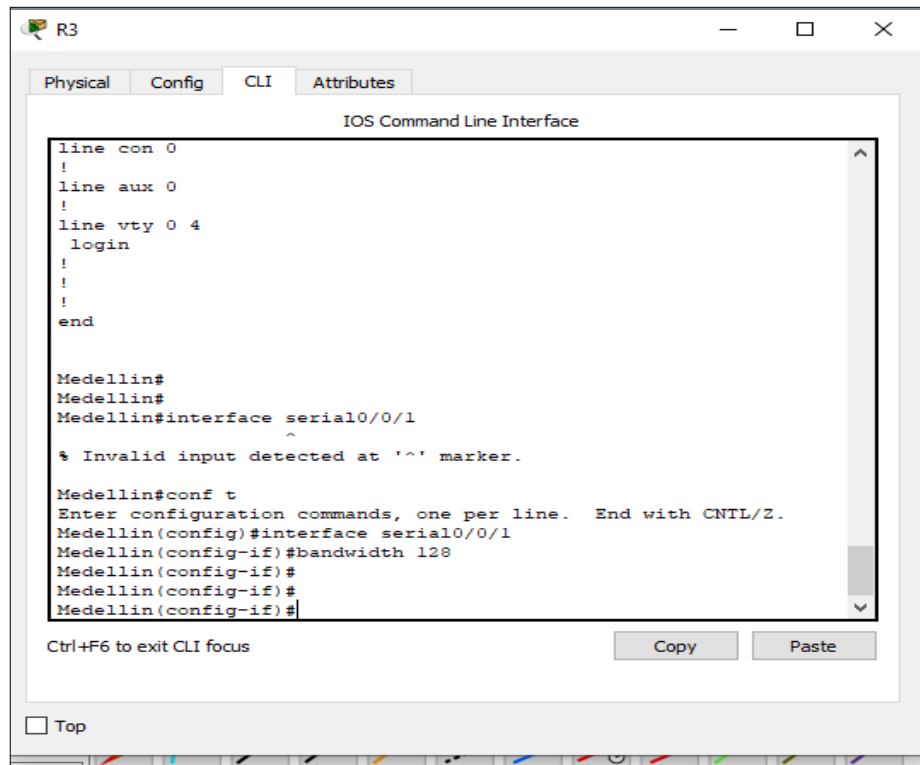 R3
Physical Config CLI Attributes
IOS Command Line Interface
line con 0
!
line aux 0
!
line vty 0 4
 login
!
!
!
end
Medellin#
Medellin#
Medellin#interface serial0/0/1
^
% Invalid input detected at '^' marker.
Medellin#conf t
Enter configuration commands, one per line.  End with CNTL/Z.
Medellin(config)#interface serial0/0/1
Medellin(config-if)#bandwidth 128
Medellin(config-if)#
Medellin(config-if)#
Medellin(config-if)#
Ctrl+F6 to exit CLI focus
Copy Paste
Top